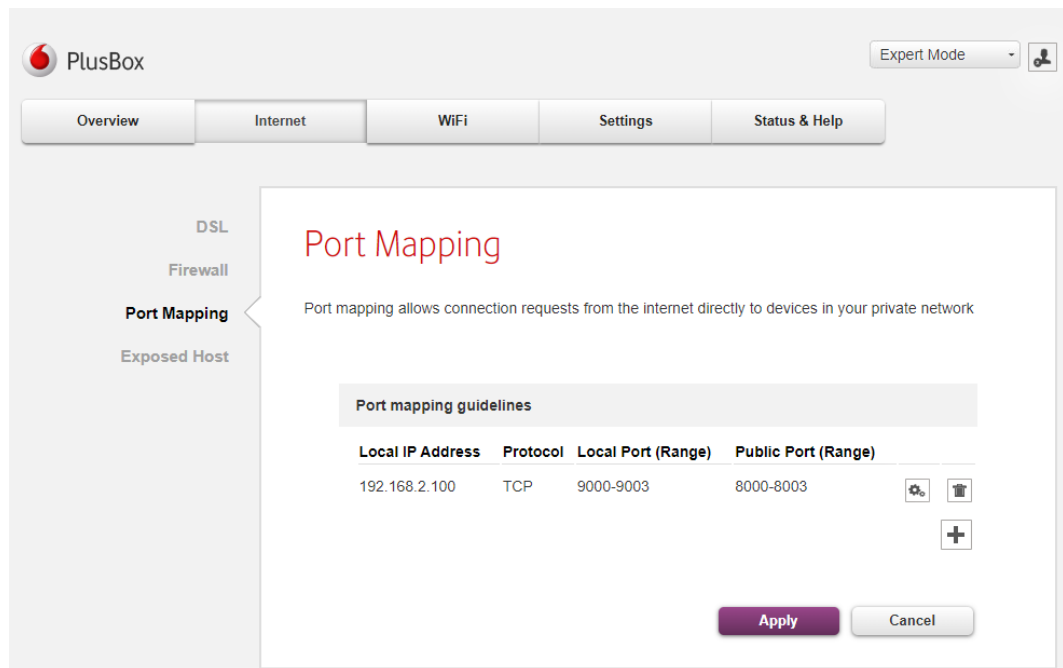 PlusBox
Expert Mode
Overview Internet WiFi Settings Status & Help
DSL
Firewall
Port Mapping
Exposed Host
Port Mapping
Port mapping allows connection requests from the internet directly to devices in your private network
Port mapping guidelines
Local IP Address Protocol Local Port (Range) Public Port (Range)
192.168.2.100 TCP 9000-9003 8000-8003
Apply Cancel